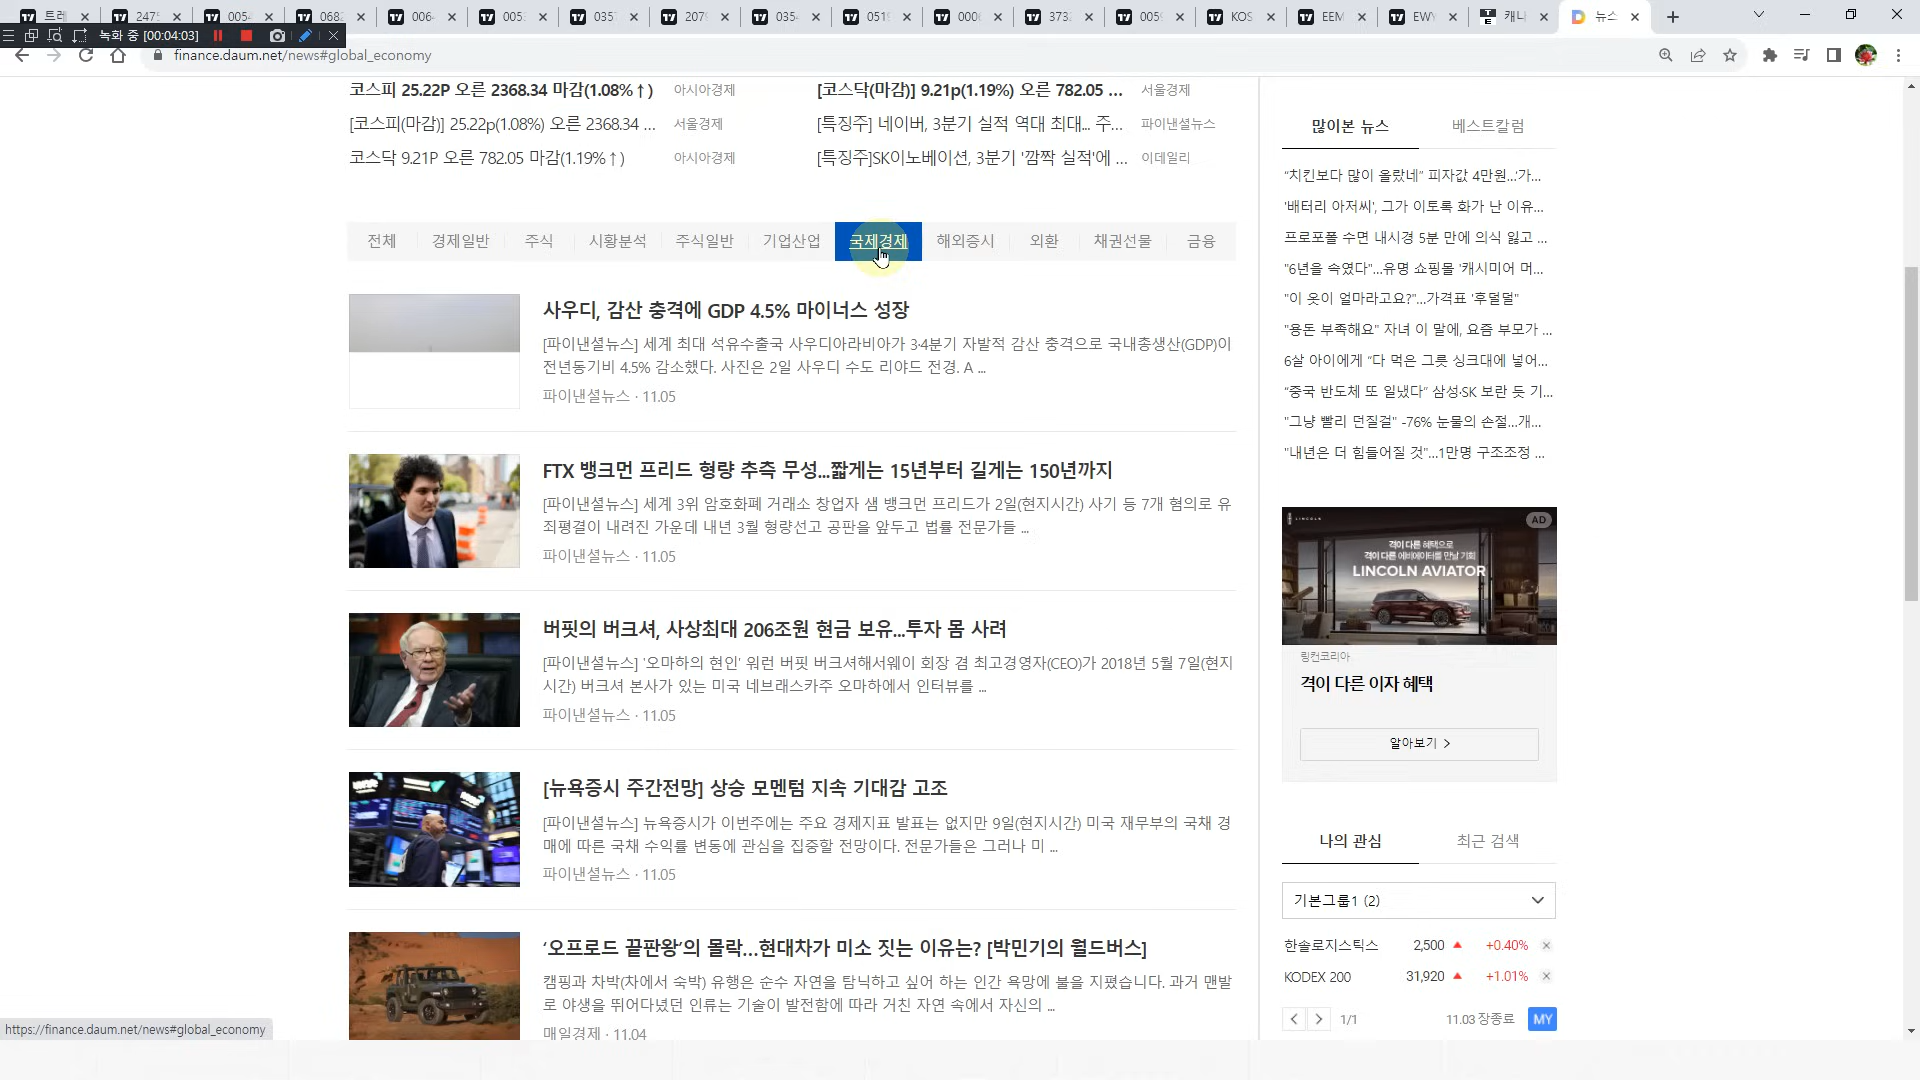 트레
2475
0054
0682
0064
0053
0357
2079
0354
0519
0006
3732
0059
KOS
EEM
EWY
캐나
뉴스
녹화 중 [00:04:03]
finance.daum.net/news#global_economy
코스피 25.22P 오른 2368.34 마감(1.08%↑) 아시아경제
[코스닥(마감)] 9.21p(1.19%) 오른 782.05 ... 서울경제
[코스피(마감)] 25.22p(1.08%) 오른 2368.34 ... 서울경제
[특징주] 네이버, 3분기 실적 역대 최대... 주... 파이낸셜뉴스
코스닥 9.21P 오른 782.05 마감(1.19%↑) 아시아경제
[특징주]SK이노베이션, 3분기 '깜짝 실적'에 ... 이데일리
전체 경제일반 주식 시황분석 주식일반 기업산업 국제경제 해외증시 외환 채권선물 금융
사우디, 감산 충격에 GDP 4.5% 마이너스 성장
[파이낸셜뉴스] 세계 최대 석유수출국 사우디아라비아가 3·4분기 자발적 감산 충격으로 국내총생산(GDP)이
전년동기비 4.5% 감소했다. 사진은 2일 사우디 수도 리야드 전경. A ...
파이낸셜뉴스 · 11.05
FTX 뱅크먼 프리드 형량 추측 무성...짧게는 15년부터 길게는 150년까지
[파이낸셜뉴스] 세계 3위 암호화폐 거래소 창업자 샘 뱅크먼 프리드가 2일(현지시간) 사기 등 7개 혐의로 유
죄평결이 내려진 가운데 내년 3월 형량선고 공판을 앞두고 법률 전문가들 ...
파이낸셜뉴스 · 11.05
버핏의 버크셔, 사상최대 206조원 현금 보유...투자 몸 사려
[파이낸셜뉴스] '오마하의 현인' 워런 버핏 버크셔해서웨이 회장 겸 최고경영자(CEO)가 2018년 5월 7일(현지
시간) 버크셔 본사가 있는 미국 네브래스카주 오마하에서 인터뷰를 ...
파이낸셜뉴스 · 11.05
[뉴욕증시 주간전망] 상승 모멘텀 지속 기대감 고조
[파이낸셜뉴스] 뉴욕증시가 이번주에는 주요 경제지표 발표는 없지만 9일(현지시간) 미국 재무부의 국채 경
매에 따른 국채 수익률 변동에 관심을 집중할 전망이다. 전문가들은 그러나 미 ...
파이낸셜뉴스 · 11.05
‘오프로드 끝판왕’의 몰락…현대차가 미소 짓는 이유는? [박민기의 월드버스]
캠핑과 차박(차에서 숙박) 유행은 순수 자연을 탐닉하고 싶어 하는 인간 욕망에 불을 지폈습니다. 과거 맨발
로 야생을 뛰어다녔던 인류는 기술이 발전함에 따라 거친 자연 속에서 자신의 ...
매일경제 · 11.04
많이본 뉴스 베스트칼럼
“치킨보다 많이 올랐네” 피자값 4만원…‘가...
'배터리 아저씨', 그가 이토록 화가 난 이유...
프로포폴 수면 내시경 5분 만에 의식 잃고 ...
"6년을 속였다"…유명 쇼핑몰 '캐시미어 머...
"이 옷이 얼마라고요?"…가격표 '후덜덜"
"용돈 부족해요" 자녀 이 말에, 요즘 부모가 ...
6살 아이에게 “다 먹은 그릇 싱크대에 넣어...
“중국 반도체 또 일냈다” 삼성·SK 보란 듯 기...
"그냥 빨리 던질걸" -76% 눈물의 손절…개...
"내년은 더 힘들어질 것"…1만명 구조조정 ...
LINCOLN
AD
격이 다른 혜택으로
격이 다른 에비에이터를 만날 기회
LINCOLN AVIATOR
링컨코리아
격이 다른 이자 혜택
알아보기 >
나의 관심 최근 검색
기본그룹1 (2)
한솔로지스틱스 2,500 ▲ +0.40%
KODEX 200 31,920 ▲ +1.01%
1/1 11.03 장종료 MY
https://finance.daum.net/news#global_economy